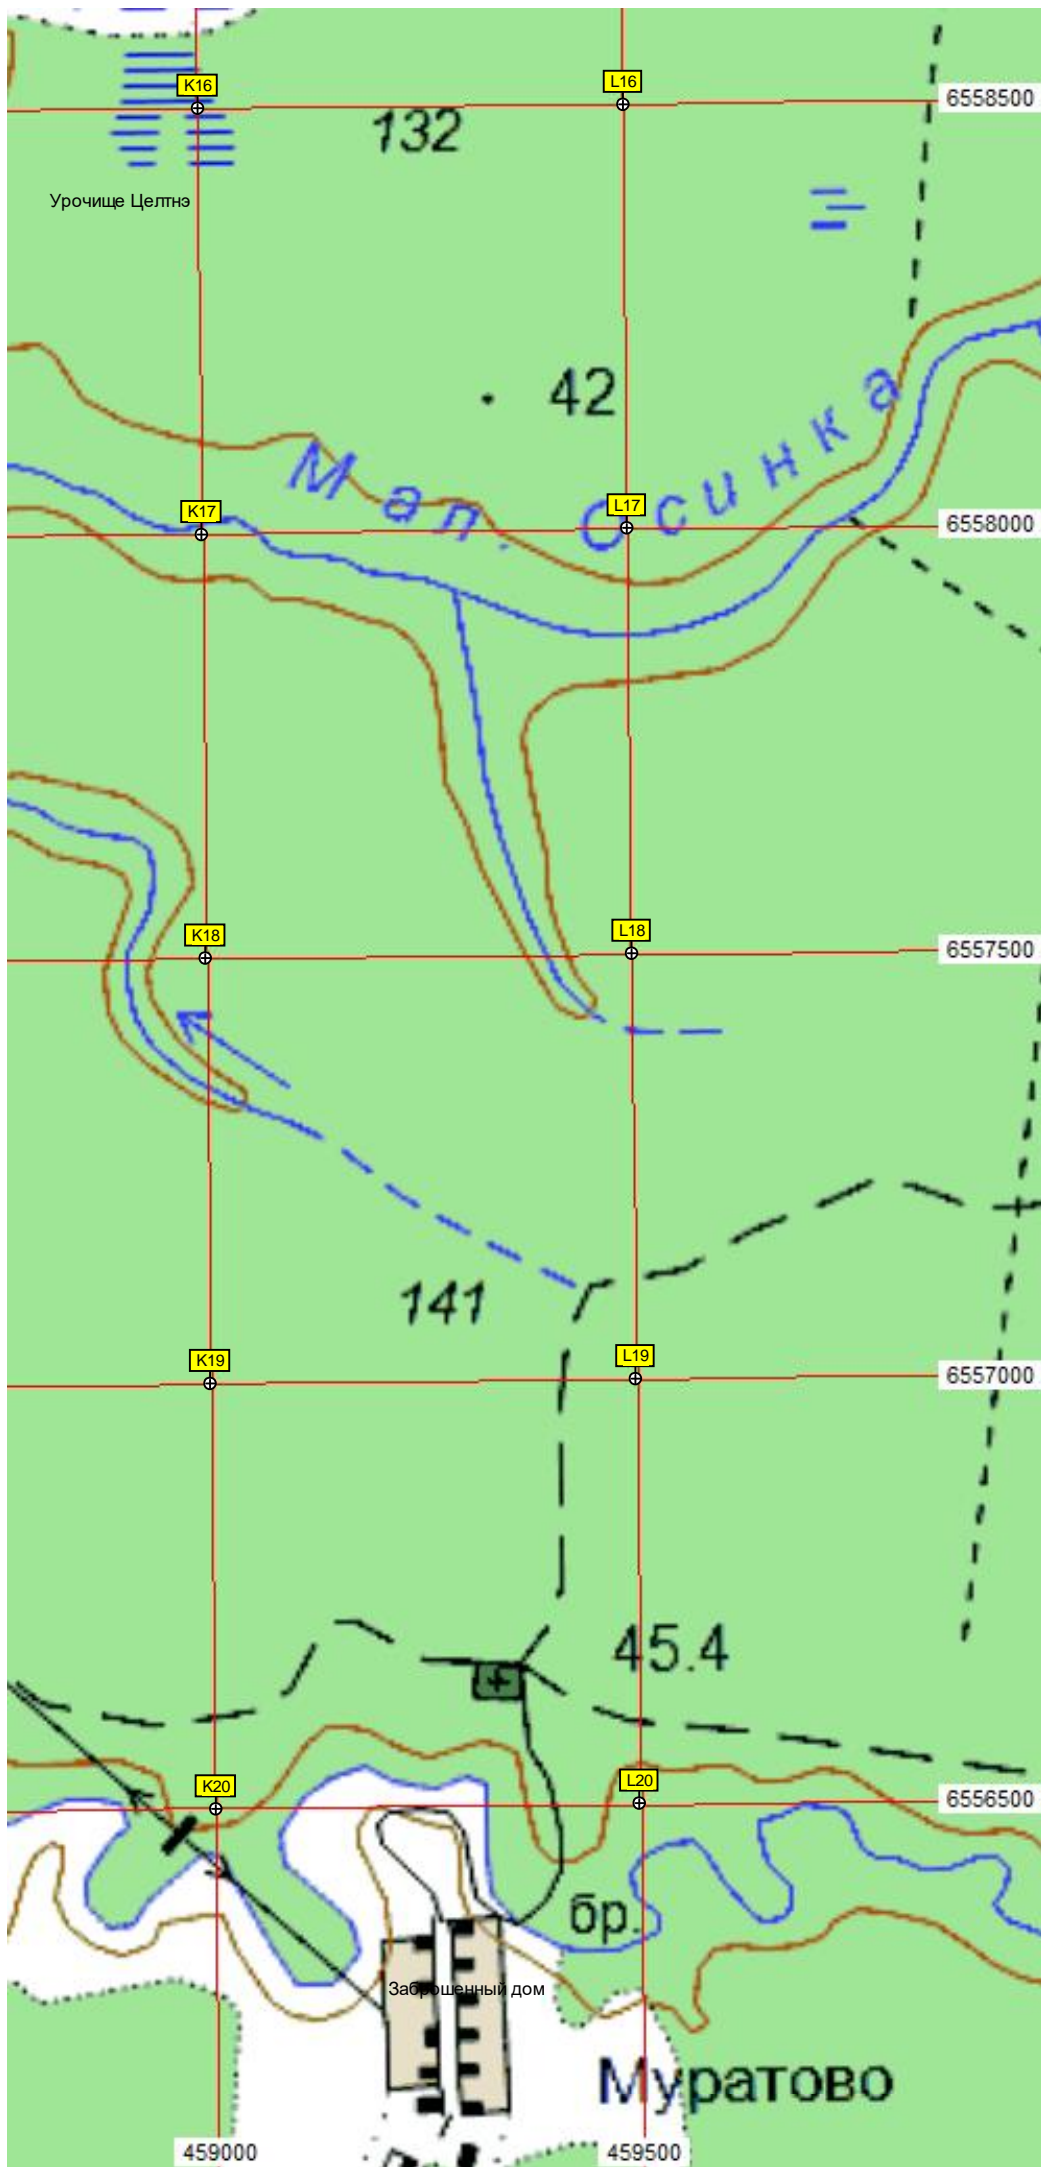 K16
L16
6558500
132
Урочище Целтнэ
42
Мал. Осинка
K17
L17
6558000
K18
L18
6557500
141
K19
L19
6557000
45.4
K20
L20
6556500
бр.
Заброшенный дом
Муратово
459000
459500